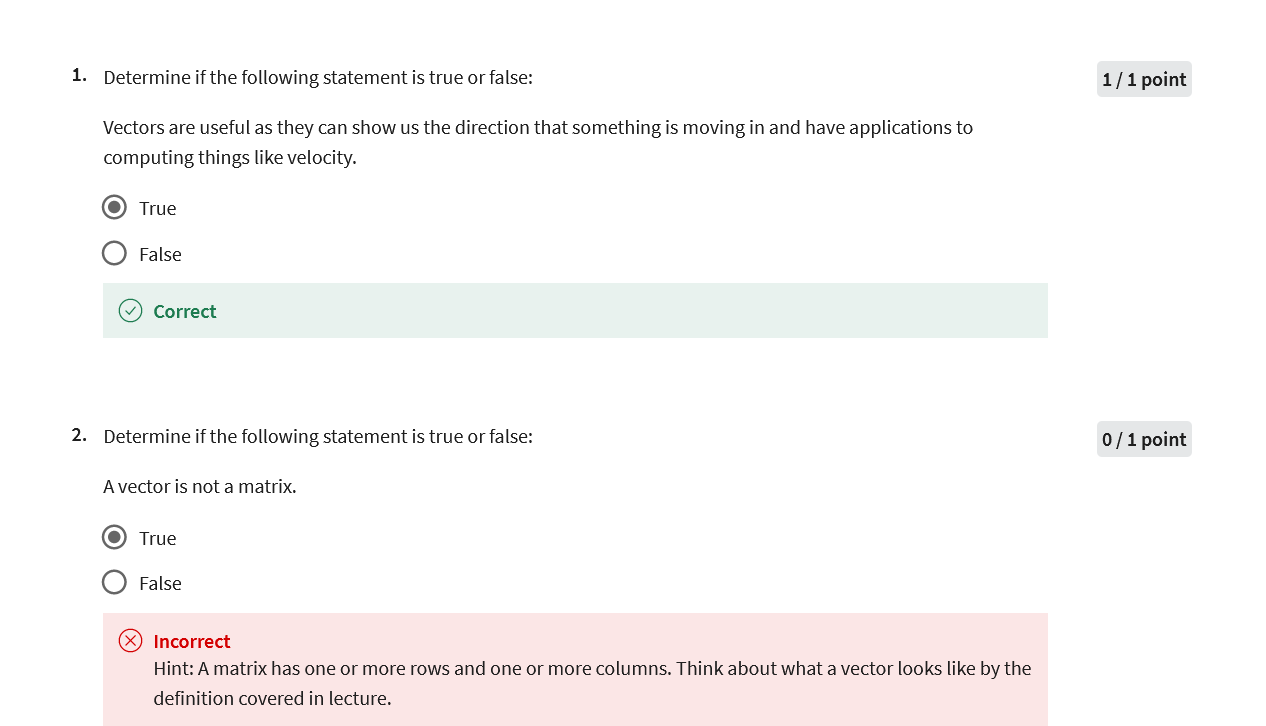 1. Determine if the following statement is true or false:
1 / 1 point
Vectors are useful as they can show us the direction that something is moving in and have applications to
computing things like velocity.
True
False
Correct
2. Determine if the following statement is true or false:
0 / 1 point
A vector is not a matrix.
True
False
Incorrect
Hint: A matrix has one or more rows and one or more columns. Think about what a vector looks like by the
definition covered in lecture.